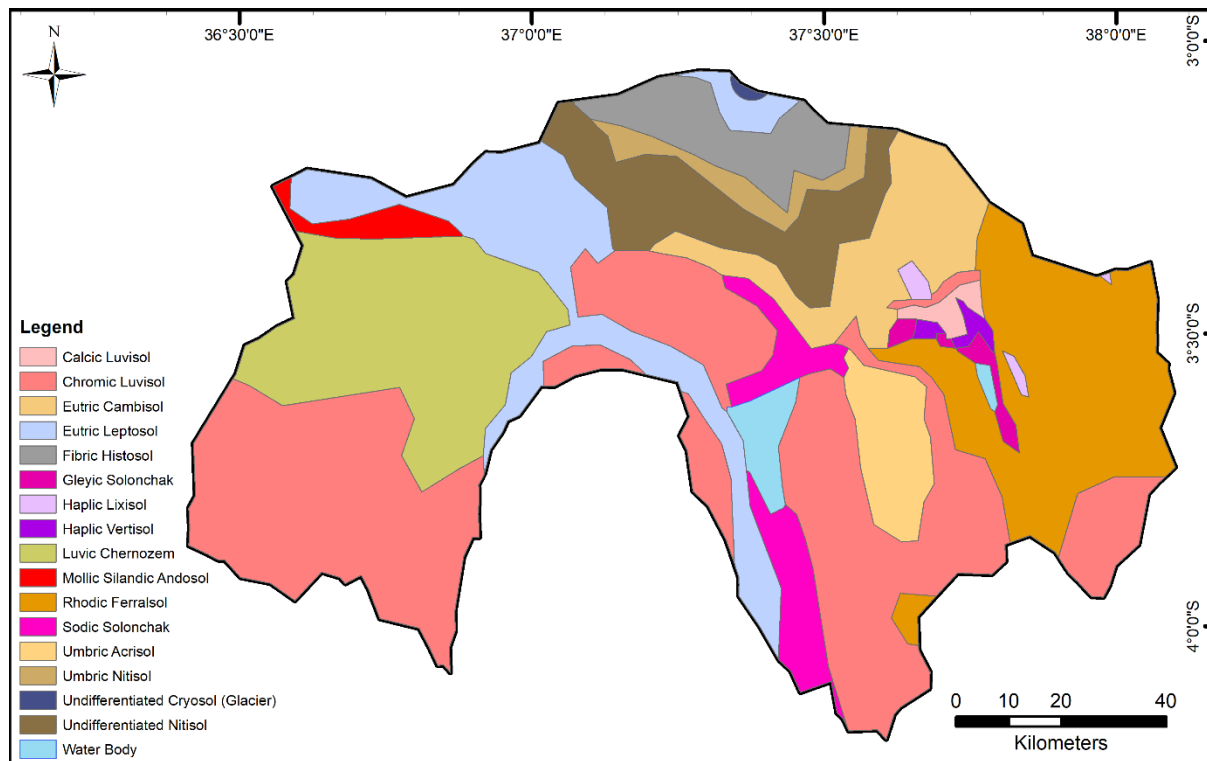 N
36°30'0"E
37°0'0"E
37°30'0"E
38°0'0"E
3°0'0"S
3°30'0"S
4°0'0"S
Legend
Calcic Luvisol
Chromic Luvisol
Eutric Cambisol
Eutric Leptosol
Fibric Histosol
Gleyic Solonchak
Haplic Lixisol
Haplic Vertisol
Luvic Chernozem
Mollic Silandic Andosol
Rhodic Ferralsol
Sodic Solonchak
Umbric Acrisol
Umbric Nitisol
Undifferentiated Cryosol (Glacier)
Undifferentiated Nitisol
Water Body
0 10 20 40
Kilometers